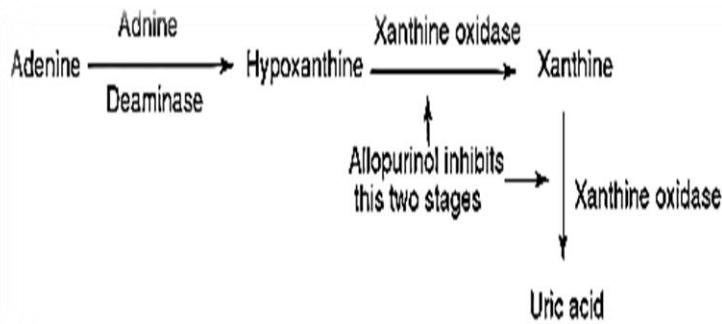 Adnine
Adenine
Deaminase
Hypoxanthine
Xanthine oxidase
Xanthine
Allopurinol inhibits
this two stages
Xanthine oxidase
Uric acid